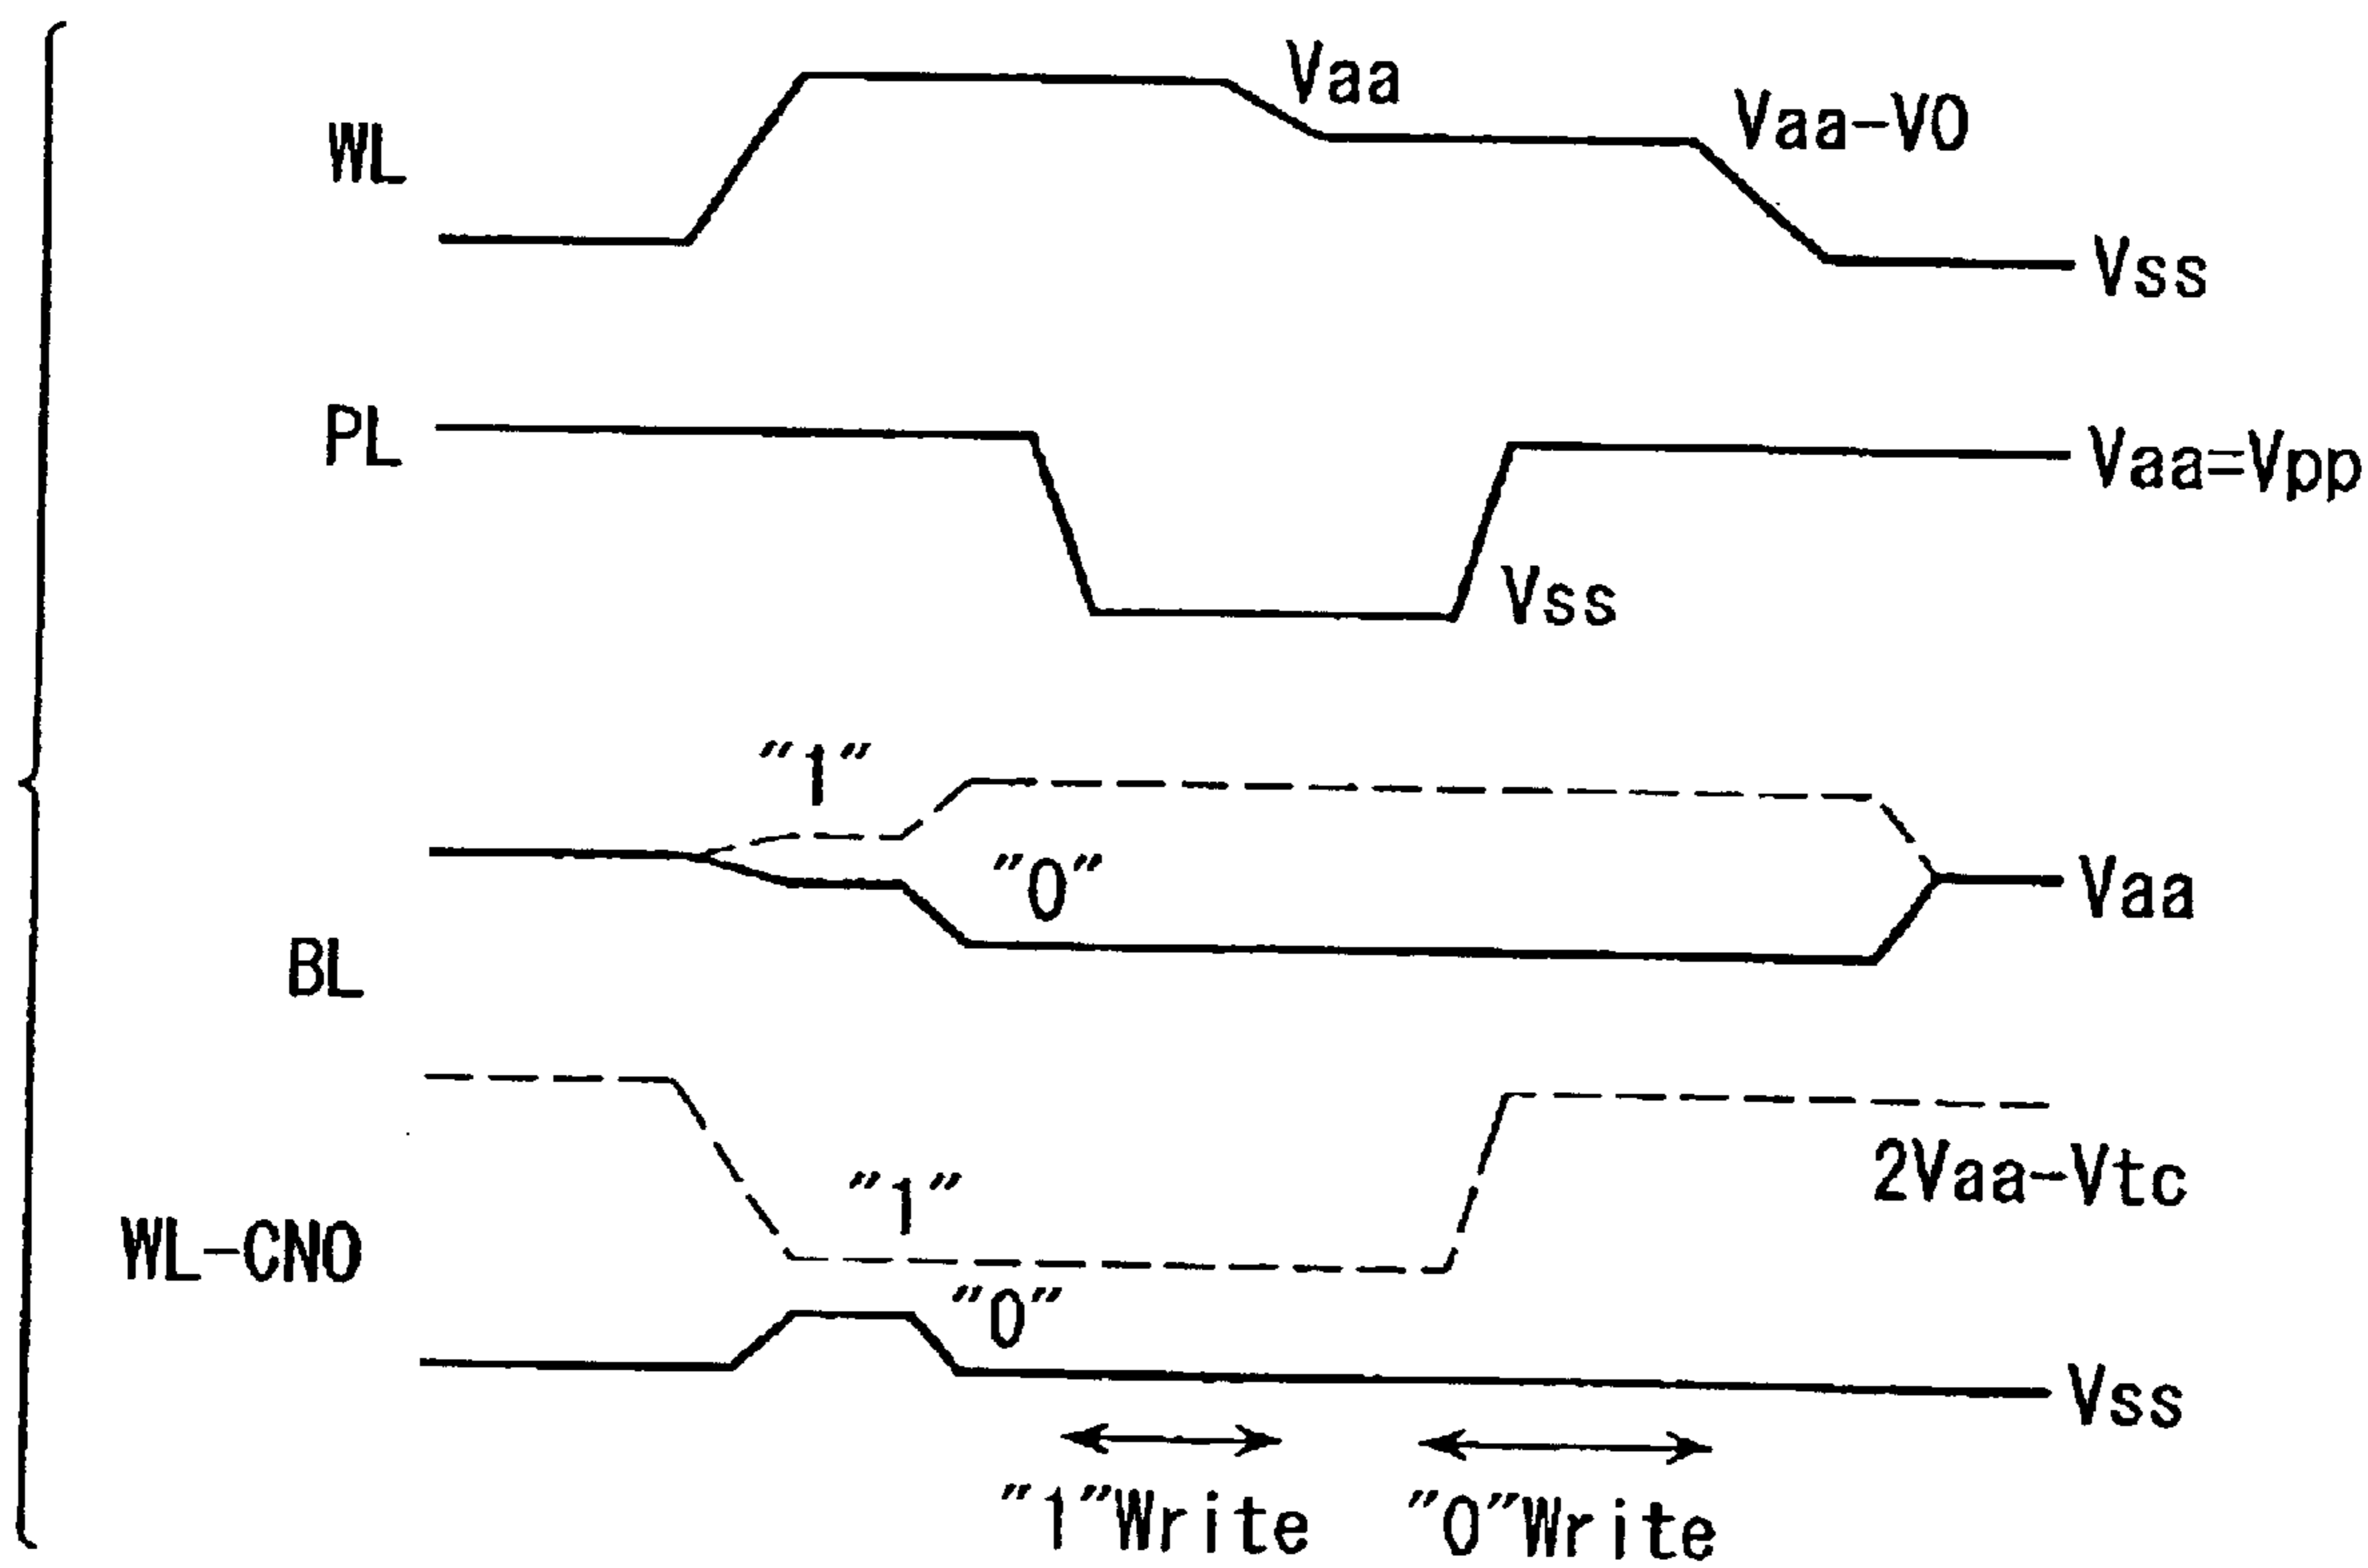 Vaa
Vaa-V0
WL
Vss
PL
Vaa=Vpp
Vss
"1"
"0"
Vaa
BL
"1"
2Vaa-Vtc
WL-CNO
"0"
Vss
"1"Write "0"Write